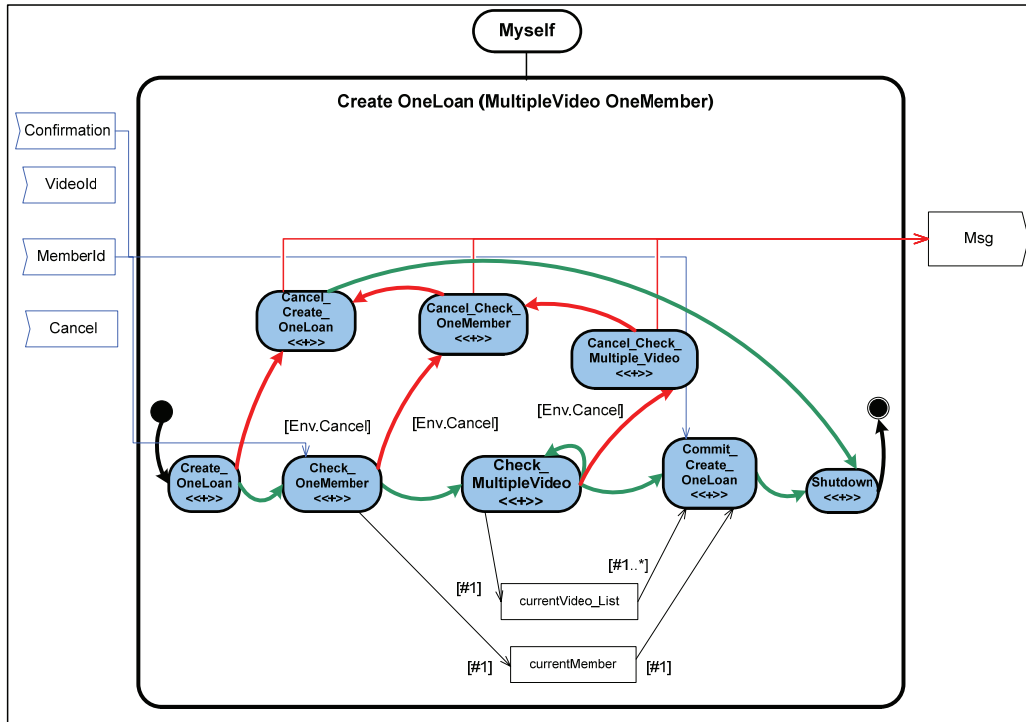 Myself
Create OneLoan (MultipleVideo OneMember)
Confirmation
VideoId
MemberId
Cancel
Msg
Cancel_
Create_
OneLoan
<<+>>
Cancel_Check_
OneMember
<<+>>
Cancel_Check_
Multiple_Video
<<+>>
[Env.Cancel]
[Env.Cancel]
[Env.Cancel]
Create_
OneLoan
<<+>>
Check_
OneMember
<<+>>
Check_
MultipleVideo
<<+>>
Commit_
Create_
OneLoan
<<+>>
Shutdown
<<+>>
[#1]
[#1..*]
currentVideo_List
[#1]
currentMember
[#1]